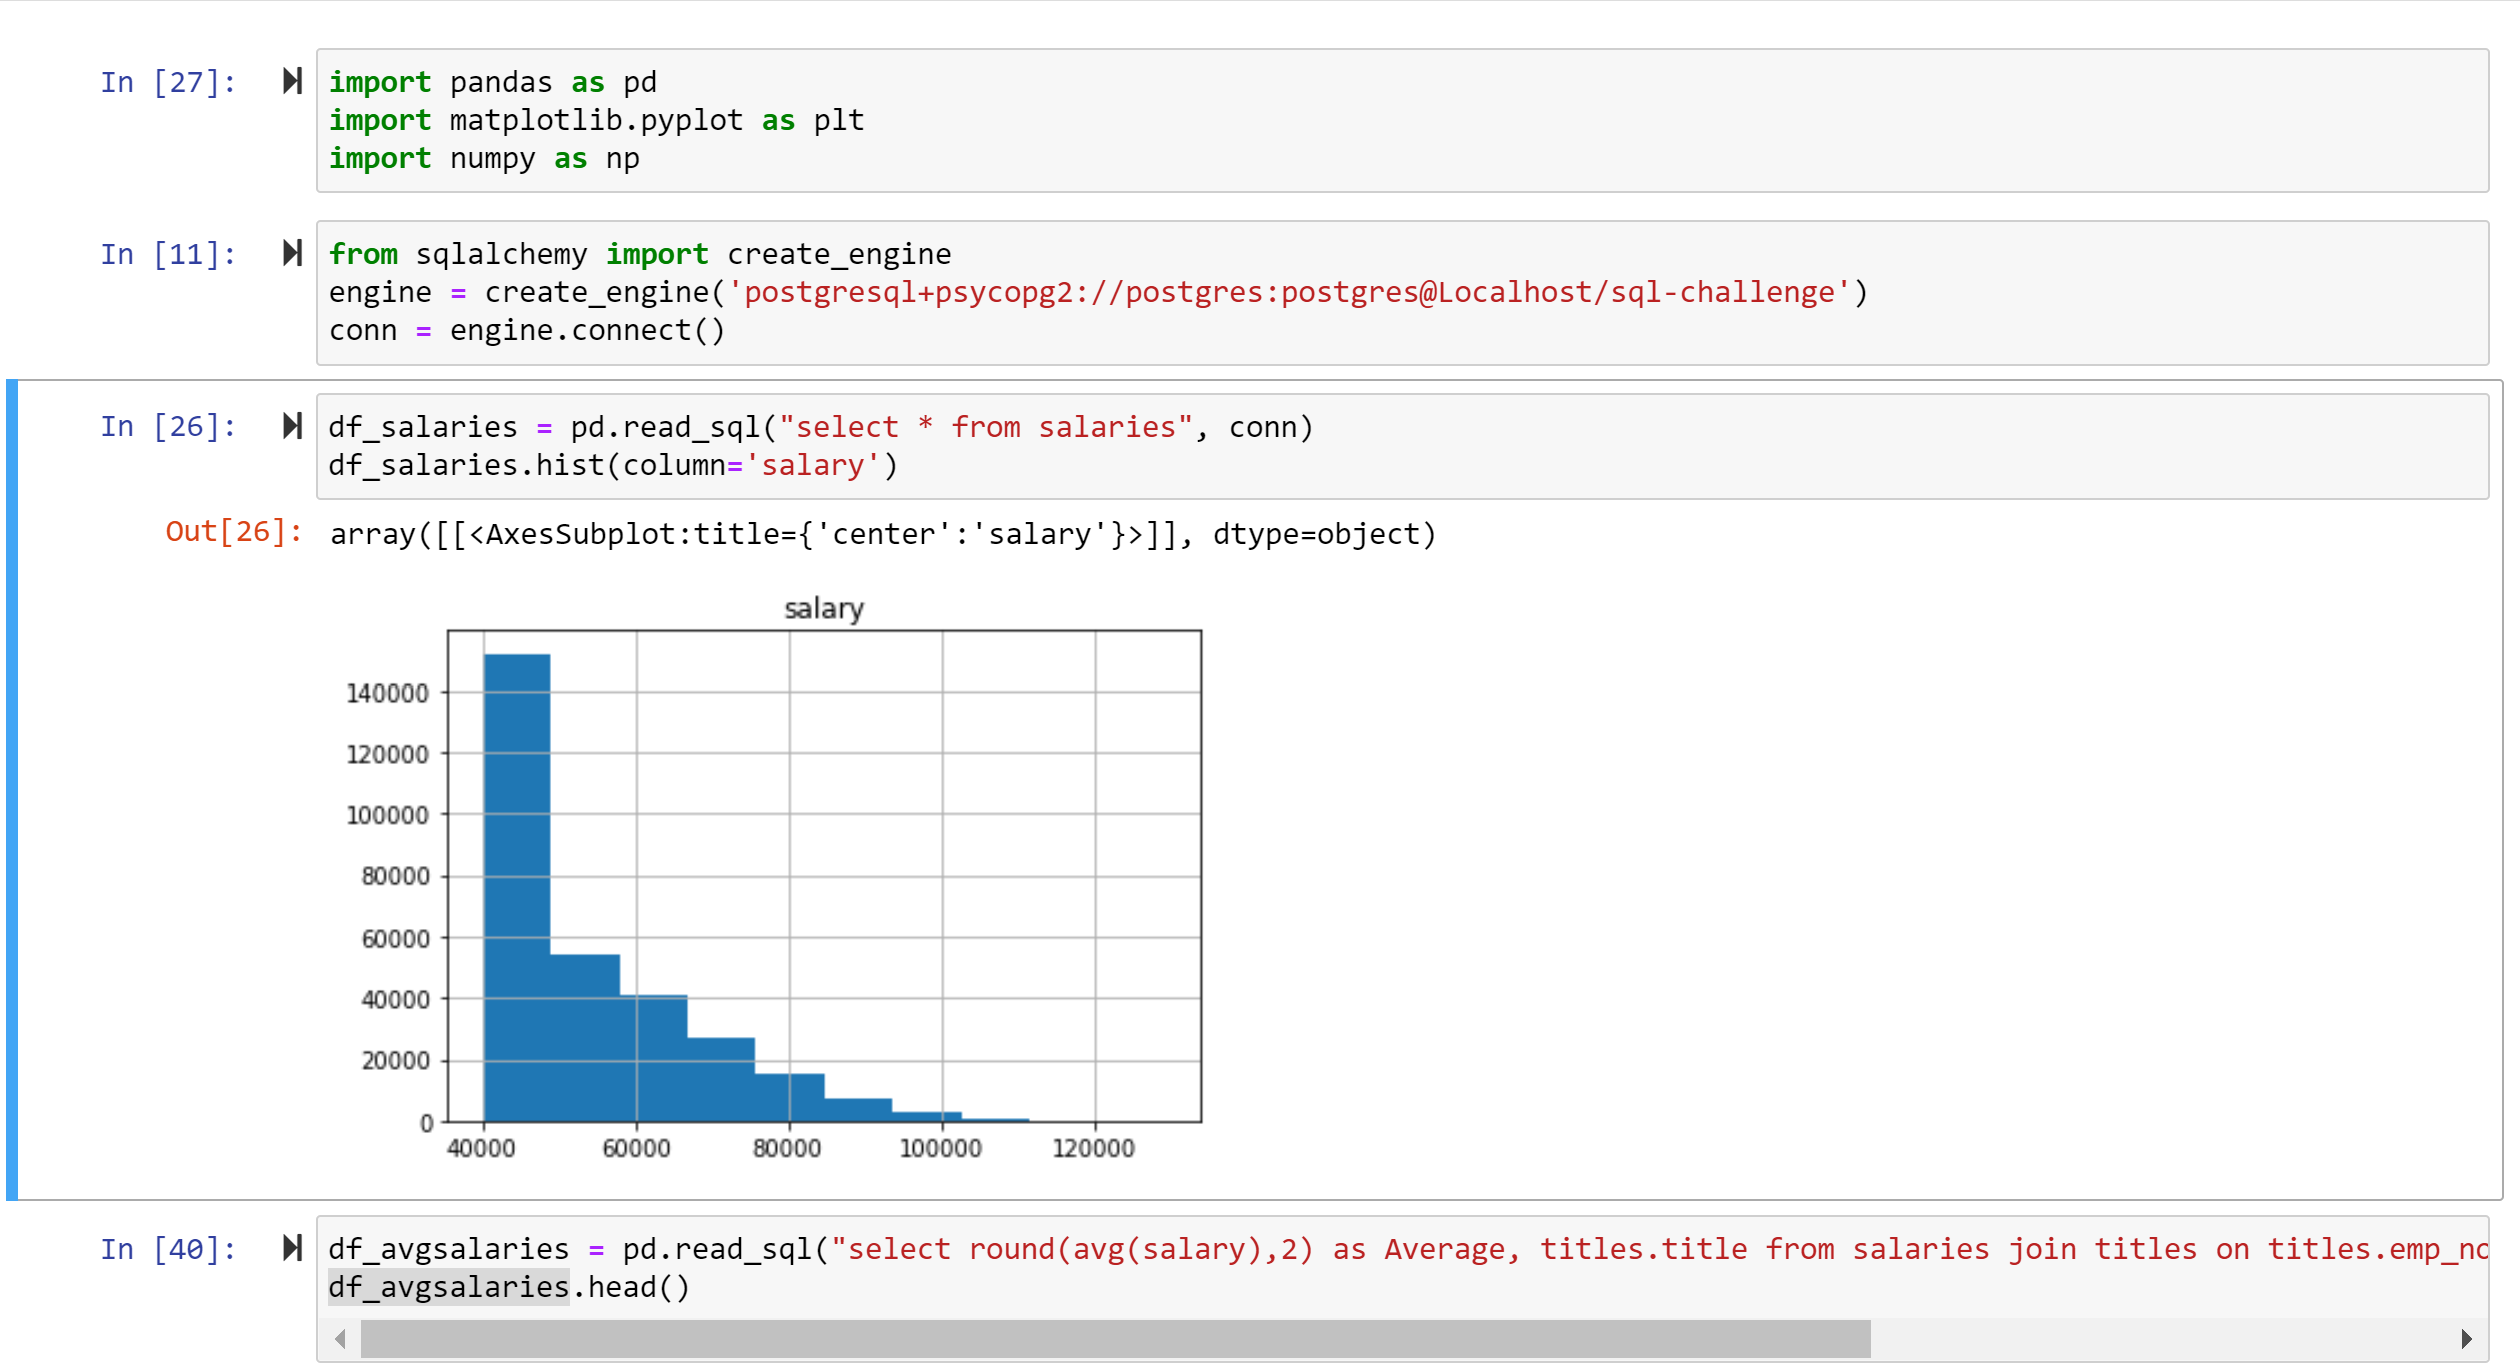 In [27]:
import pandas as pd
import matplotlib.pyplot as plt
import numpy as np
In [11]:
from sqlalchemy import create_engine
engine = create_engine('postgresql+psycopg2://postgres:postgres@Localhost/sql-challenge')
conn = engine.connect()
In [26]:
df_salaries = pd.read_sql("select * from salaries", conn)
df_salaries.hist(column='salary')
Out[26]:
array([[<AxesSubplot:title={'center':'salary'}>]], dtype=object)
salary
140000
120000
100000
80000
60000
40000
20000
0
40000 60000 80000 100000 120000
In [40]:
df_avgsalaries = pd.read_sql("select round(avg(salary),2) as Average, titles.title from salaries join titles on titles.emp_no
df_avgsalaries.head()